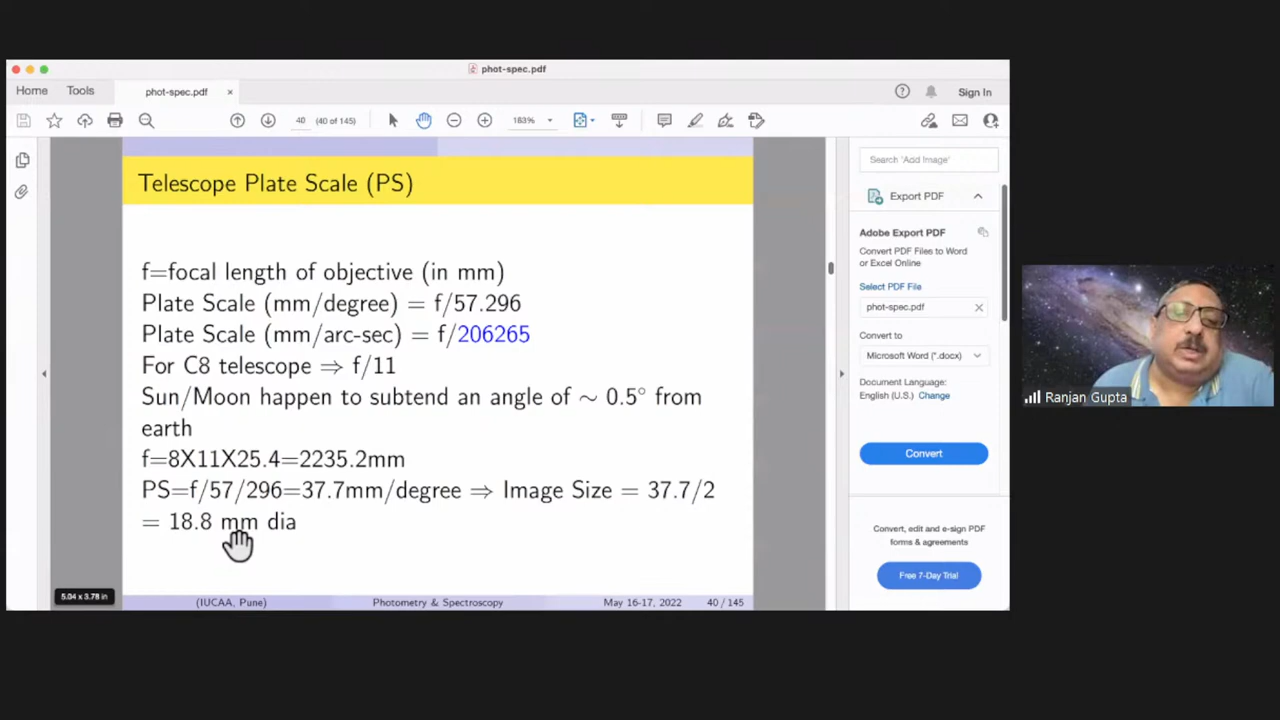 phot-spec.pdf
Home Tools phot-spec.pdf × Sign In
40 (40 of 145) 163%
Telescope Plate Scale (PS)
f=focal length of objective (in mm)
Plate Scale (mm/degree) = f/57.296
Plate Scale (mm/arc-sec) = f/206265
For C8 telescope ⇒ f/11
Sun/Moon happen to subtend an angle of ∼ 0.5° from
earth
f=8X11X25.4=2235.2mm
PS=f/57/296=37.7mm/degree ⇒ Image Size = 37.7/2
= 18.8 mm dia
5.04 x 3.78 in
(IUCAA, Pune) Photometry & Spectroscopy May 16-17, 2022 40 / 145
Search 'Add Image'
Export PDF
Adobe Export PDF
Convert PDF Files to Word
or Excel Online
Select PDF File
phot-spec.pdf ×
Convert to
Microsoft Word (*.docx)
Document Language:
English (U.S.) Change
Convert
Convert, edit and e-sign PDF
forms & agreements
Free 7-Day Trial
Ranjan Gupta